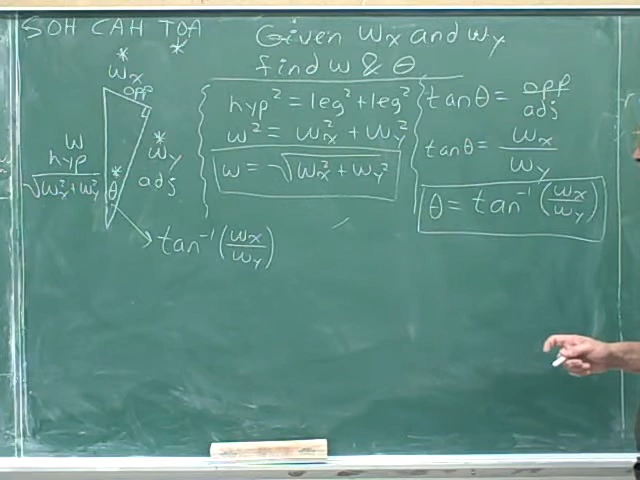 SOH CAH TOA
*
Given Wx and Wy
find W & θ
*
Wx
opp
W
hyp
√Wx²+Wy²
*
θ
*
Wy
adj
tan⁻¹(Wx/Wy)
hyp² = leg² + leg²
W² = Wx² + Wy²
W = √Wx² + Wy²
tanθ = opp/adj
tanθ = Wx/Wy
θ = tan⁻¹(Wx/Wy)